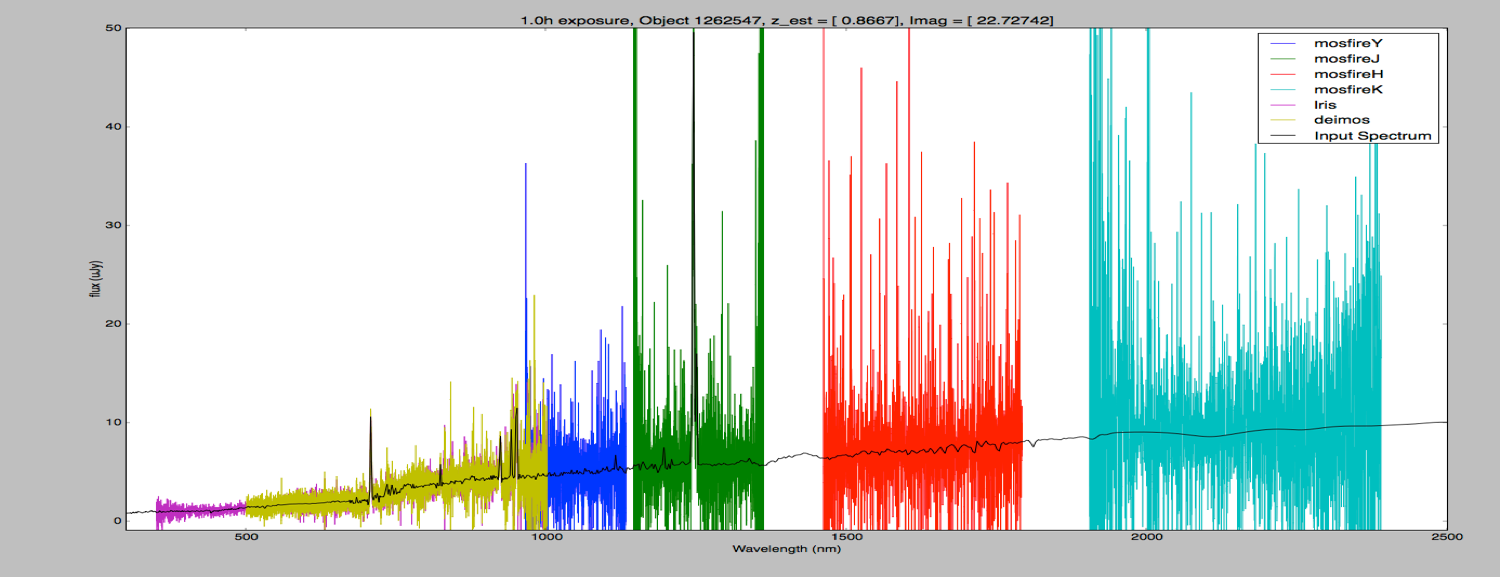 1.0h exposure, Object 1262547, z_est = [ 0.8667], Imag = [ 22.72742]
50
40
30
20
10
0
flux (uJy)
500
1000
1500
2000
2500
Wavelength (nm)
mosfireY
mosfireJ
mosfireH
mosfireK
lris
deimos
Input Spectrum